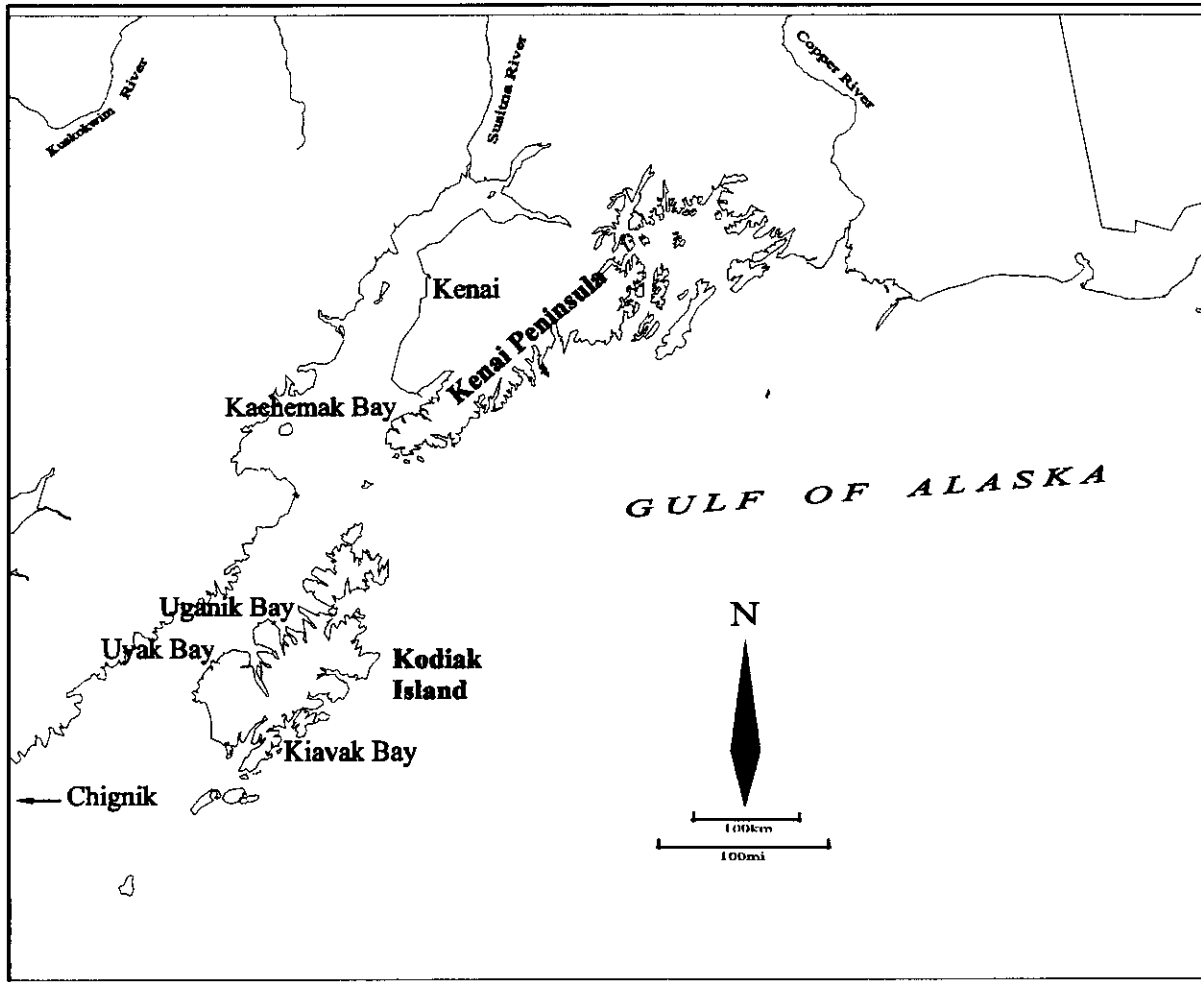 Kuskokwim River
Susitna River
Copper River
Kenai
Kenai Peninsula
Kachemak Bay
GULF OF ALASKA
Uganik Bay
Uyak Bay
Kodiak
Island
N
Kiavak Bay
Chignik
100km
100mi